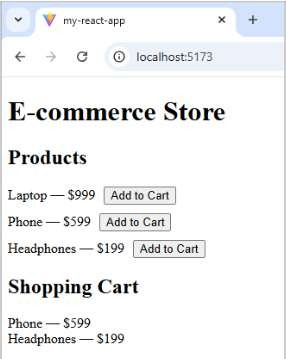 my-react-app
localhost:5173
E-commerce Store
Products
Laptop — $999 Add to Cart
Phone — $599 Add to Cart
Headphones — $199 Add to Cart
Shopping Cart
Phone — $599
Headphones — $199